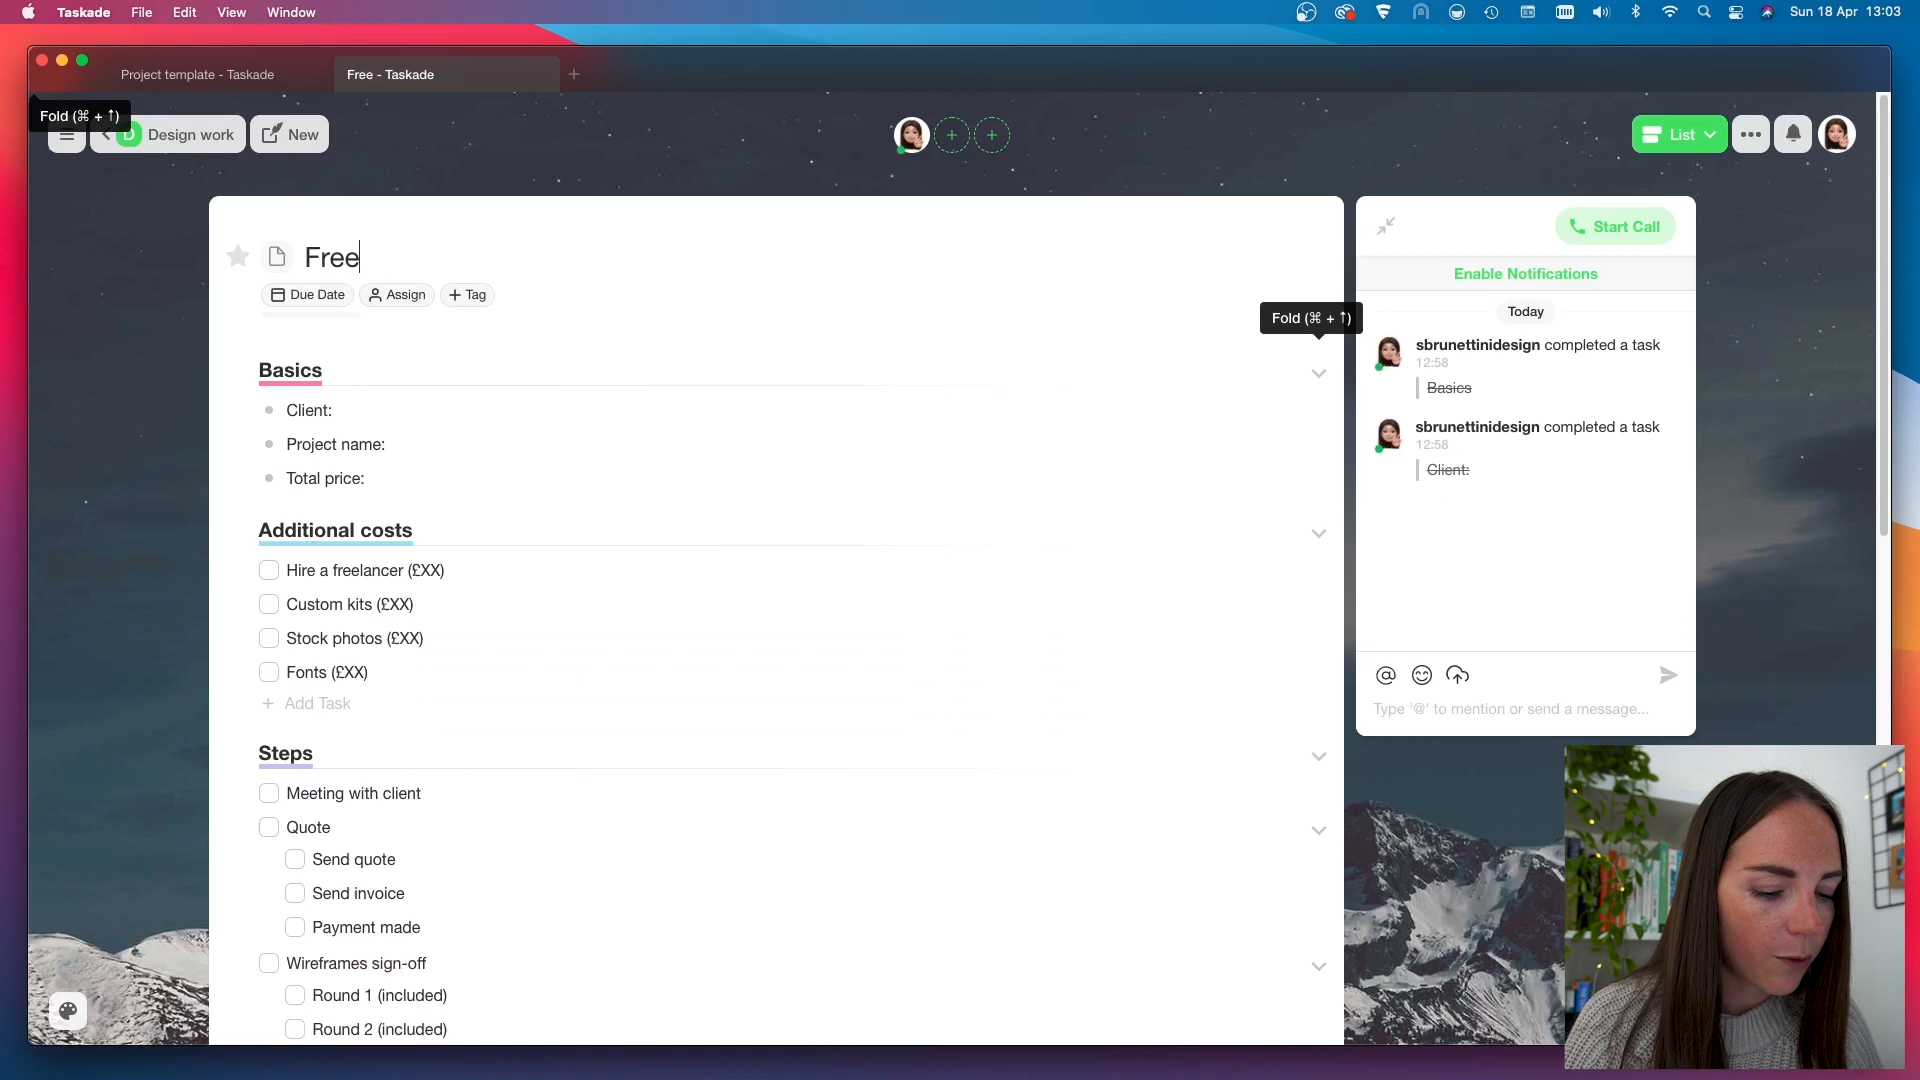 Taskade File Edit View Window Sun 18 Apr 13:03
Project template - Taskade Free - Taskade
Fold (⌘ + ↑)
D Design work New List
Free
Due Date Assign + Tag
Fold (⌘ + ↑)
Basics
Client:
Project name:
Total price:
Additional costs
Hire a freelancer (£XX)
Custom kits (£XX)
Stock photos (£XX)
Fonts (£XX)
+ Add Task
Steps
Meeting with client
Quote
Send quote
Send invoice
Payment made
Wireframes sign-off
Round 1 (included)
Round 2 (included)
Start Call
Enable Notifications
Today
sbrunettinidesign completed a task
12:58
Basics
sbrunettinidesign completed a task
12:58
Client:
Type '@' to mention or send a message...